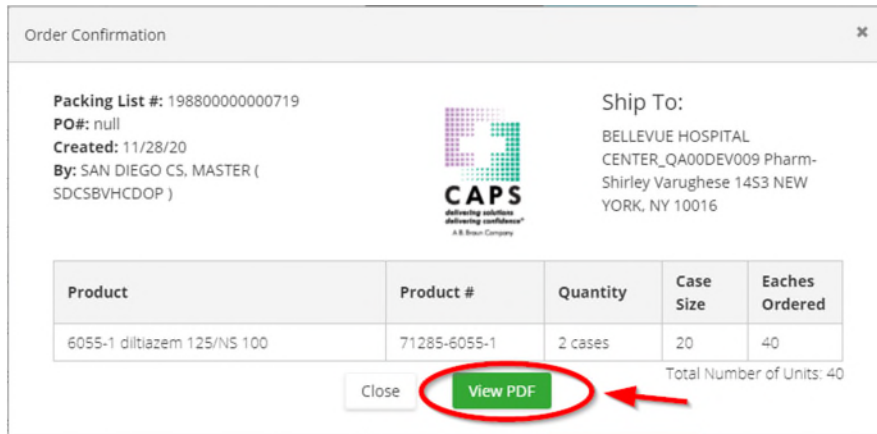 Order Confirmation
×
Packing List #: 198800000000719
PO#: null
Created: 11/28/20
By: SAN DIEGO CS, MASTER (
SDCSBVHCDOP )
CAPS
delivering solutions
delivering confidence®
A B. Braun Company
Ship To:
BELLEVUE HOSPITAL
CENTER_QA00DEV009 Pharm-
Shirley Varughese 14S3 NEW
YORK, NY 10016
Product Product # Quantity Case Size Eaches Ordered
6055-1 diltiazem 125/NS 100 71285-6055-1 2 cases 20 40
Total Number of Units: 40
Close View PDF